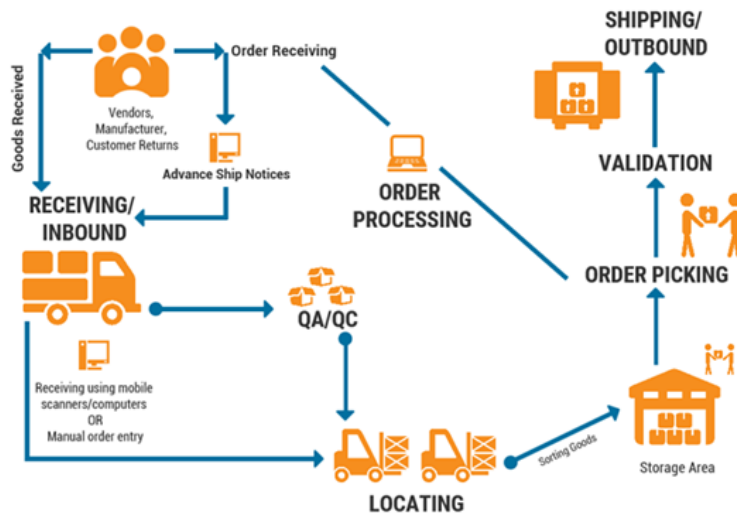 SHIPPING/
OUTBOUND
Order Receiving
Goods Received
Vendors,
Manufacturer,
Customer Returns
Advance Ship Notices
ORDER
PROCESSING
VALIDATION
RECEIVING/
INBOUND
ORDER PICKING
QA/QC
Receiving using mobile
scanners/computers
OR
Manual order entry
Sorting Goods
Storage Area
LOCATING